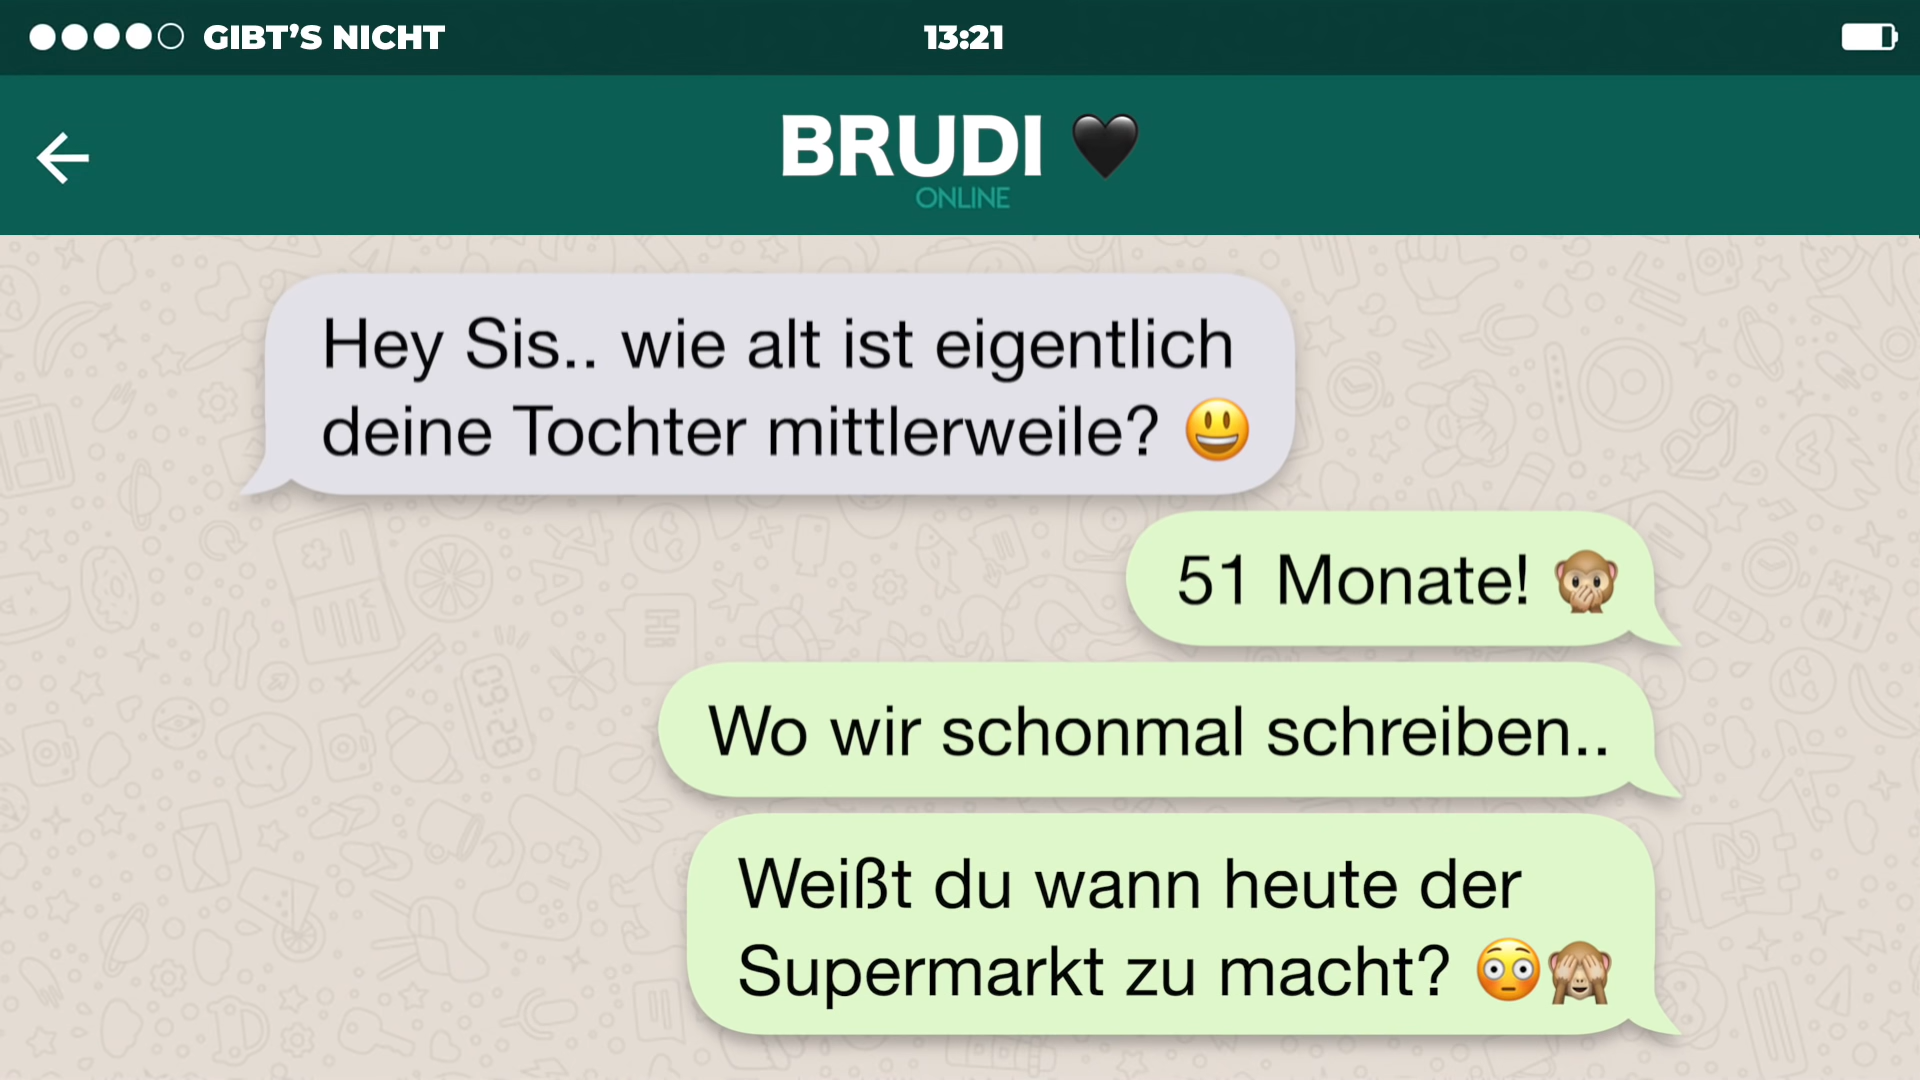 GIBT’S NICHT
13:21
BRUDI 🖤
ONLINE
Hey Sis.. wie alt ist eigentlich
deine Tochter mittlerweile? 😃
51 Monate! 🙊
Wo wir schonmal schreiben..
Weißt du wann heute der
Supermarkt zu macht? 😳🙈